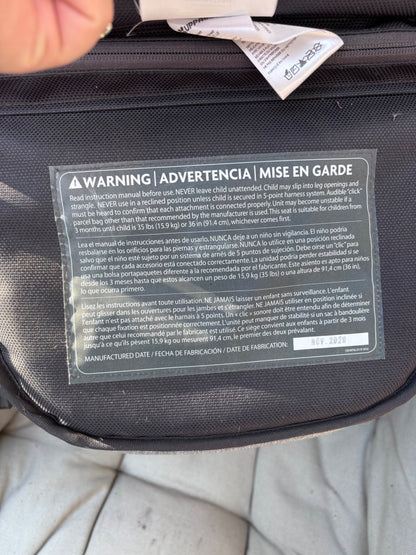 UPPA
WARNING | ADVERTENCIA | MISE EN GARDE
Read instruction manual before use. NEVER leave child unattended. Child may slip into leg openings and
strangle. NEVER use in a reclined position unless child is secured in 5-point harness system. Audible "click"
must be heard to confirm that each attachment is connected properly. Unit may become unstable if a
parcel bag other than that recommended by the manufacturer is used. This seat is suitable for children from
3 months until child is 35 lbs (15.9 kg) or 36 in (91.4 cm), whichever comes first.
Lea el manual de instrucciones antes de usarlo. NUNCA deje a un niño sin vigilancia. El niño podría
resbalarse en los orificios para las piernas y estrangularse. NUNCA lo utilice en una posición reclinada
salvo que el niño esté sujeto por un sistema de arnés de 5 puntos de sujeción. Debe oirse un "clic" para
confirmar que cada accesorio está conectado correctamente. La unidad podría perder estabilidad si se
usa una bolsa portapaquetes diferente a la recomendada por el fabricante. Este asiento es apto para niños
desde los 3 meses hasta que estos alcancen un peso de 15,9 kg (35 lbs) o una altura de 91,4 cm (36 in),
lo que ocurra primero.
Lisez les instructions avant toute utilisation. NE JAMAIS laisser un enfant sans surveillance. L'enfant
peut glisser dans les ouvertures pour les jambes et s'étrangler. NE JAMAIS utiliser en position inclinée si
l'enfant n'est pas attaché avec le harnais à 5 points. Un « clic » sonore doit être entendu afin de déterminer
que chaque fixation est positionnée correctement. L'unité peut manquer de stabilité si un sac à bandoulière
autre que celui recommandé par le fabricant est utilisé. Ce siège convient aux enfants à partir de 3 mois
jusqu'à ce qu'ils pèsent 15,9 kg ou mesurent 91,4 cm, le premier des deux prévalant.
MANUFACTURED DATE / FECHA DE FABRICACIÓN / DATE DE FABRICATION:
NOV.2020